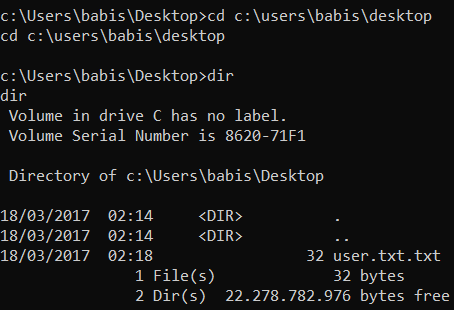 c:\Users\babis\Desktop>cd c:\users\babis\desktop
cd c:\users\babis\desktop
c:\Users\babis\Desktop>dir
dir
 Volume in drive C has no label.
 Volume Serial Number is 8620-71F1
 Directory of c:\Users\babis\Desktop
18/03/2017  02:14    <DIR>          .
18/03/2017  02:14    <DIR>          ..
18/03/2017  02:18                32 user.txt.txt
               1 File(s)             32 bytes
               2 Dir(s)  22.278.782.976 bytes free